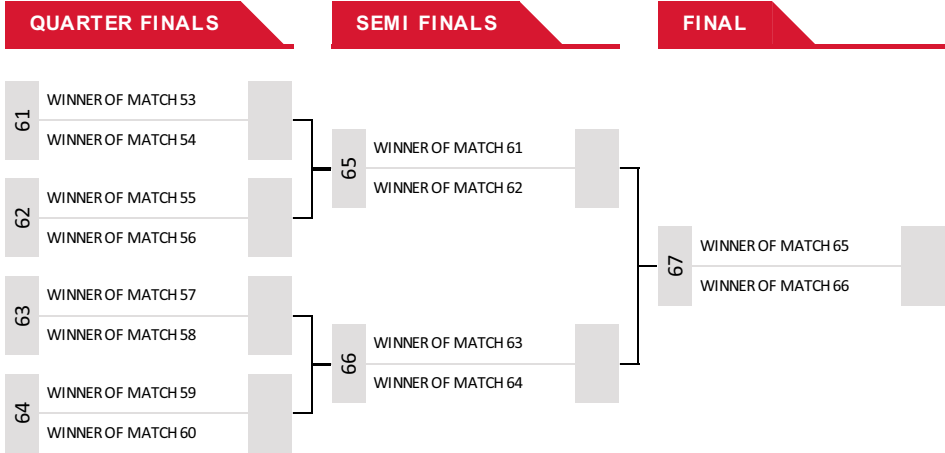 QUARTER FINALS
SEMI FINALS
FINAL
61
WINNER OF MATCH 53
WINNER OF MATCH 54
62
WINNER OF MATCH 55
WINNER OF MATCH 56
63
WINNER OF MATCH 57
WINNER OF MATCH 58
64
WINNER OF MATCH 59
WINNER OF MATCH 60
65
WINNER OF MATCH 61
WINNER OF MATCH 62
66
WINNER OF MATCH 63
WINNER OF MATCH 64
67
WINNER OF MATCH 65
WINNER OF MATCH 66